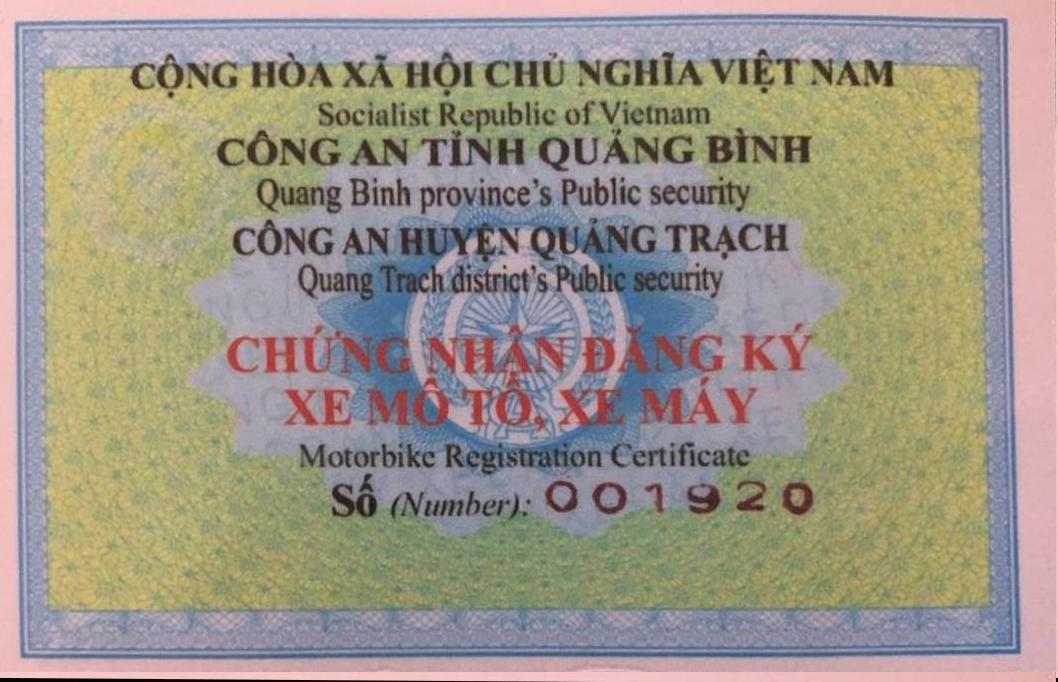 CỘNG HÒA XÃ HỘI CHỦ NGHĨA VIỆT NAM
Socialist Republic of Vietnam
CÔNG AN TỈNH QUẢNG BÌNH
Quang Binh province's Public security
CÔNG AN HUYỆN QUẢNG TRẠCH
Quang Trach district's Public security
CHỨNG NHẬN ĐĂNG KÝ
XE MÔ TÔ, XE MÁY
Motorbike Registration Certificate
Số (Number): 001920